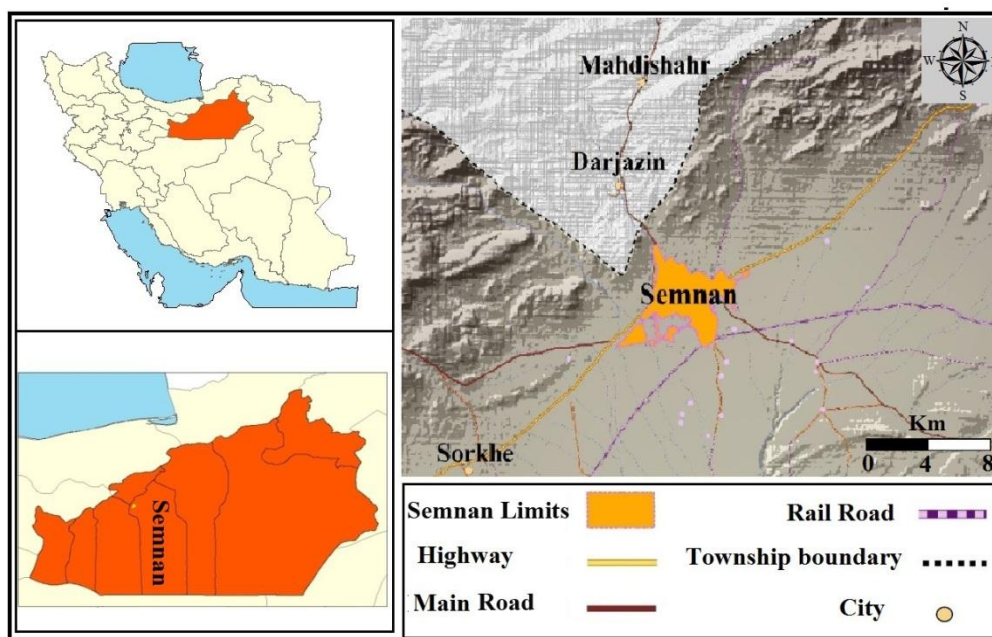 Semnan
N
W
E
S
Mahdishahr
Darjazin
Semnan
Sorkhe
Km
0 4 8
Semnan Limits
Rail Road
Highway
Township boundary
Main Road
City